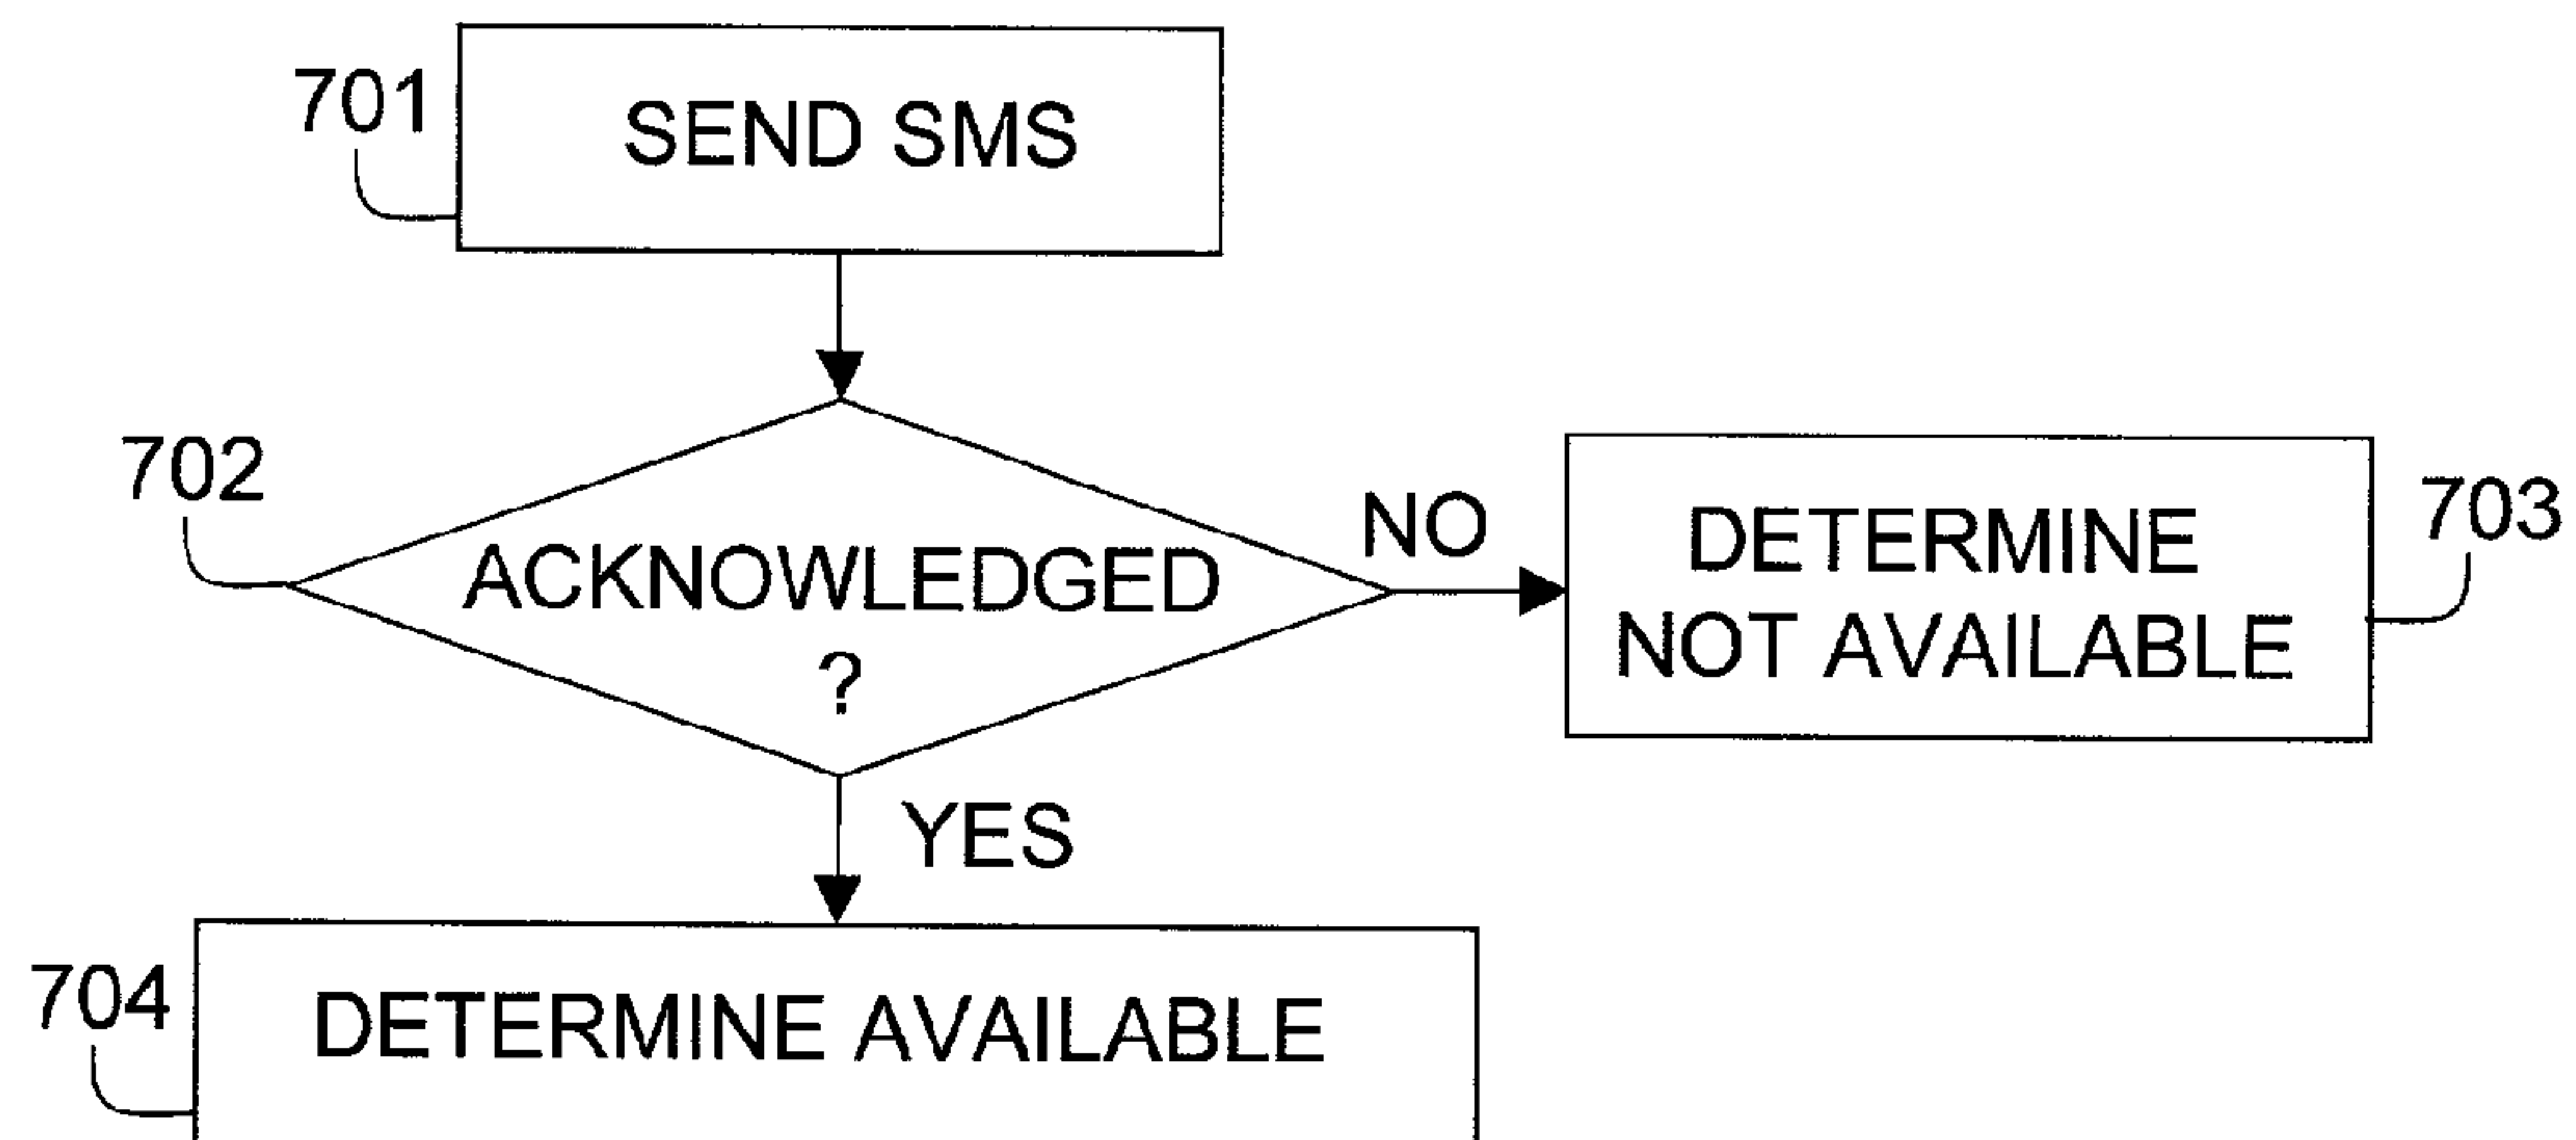 701
SEND SMS
702
ACKNOWLEDGED
?
NO
DETERMINE
NOT AVAILABLE
703
YES
704
DETERMINE AVAILABLE